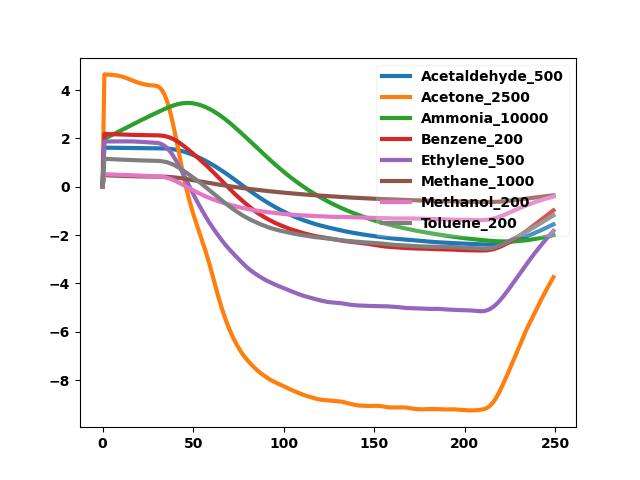 Acetaldehyde_500
Acetone_2500
Ammonia_10000
Benzene_200
Ethylene_500
Methane_1000
Methanol_200
Toluene_200
4
2
0
−2
−4
−6
−8
0 50 100 150 200 250